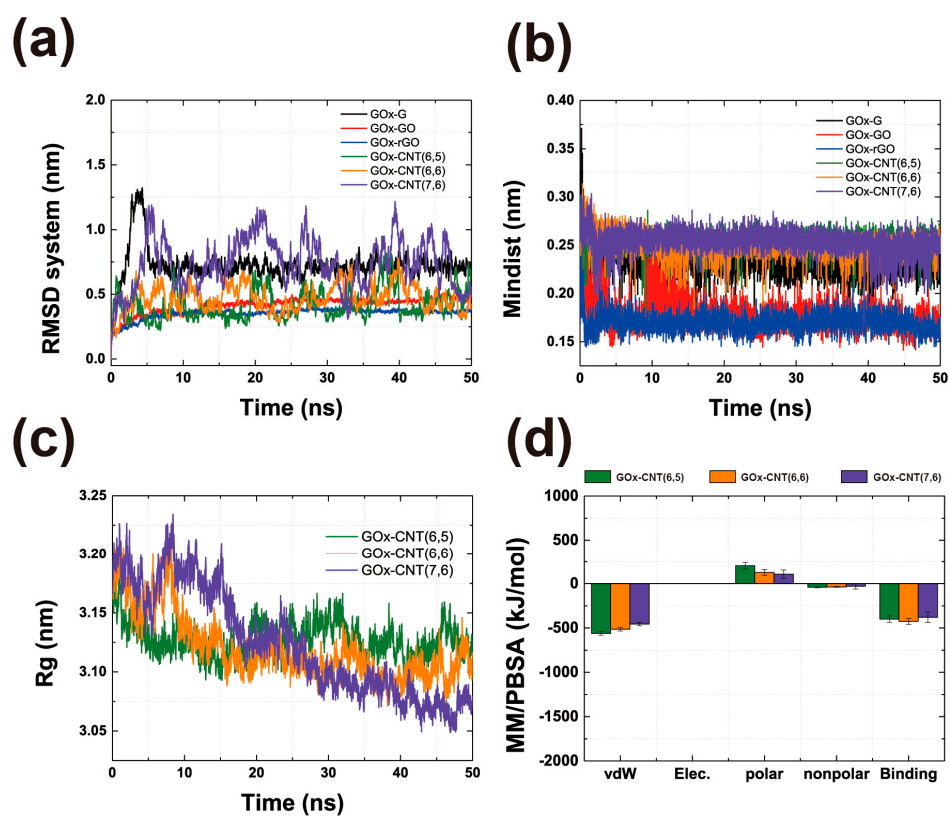 (a)
2.0
1.5
1.0
0.5
0.0
0
10
20
30
40
50
RMSD system (nm)
Time (ns)
GOx-G
GOx-GO
GOx-rGO
GOx-CNT(6,5)
GOx-CNT(6,6)
GOx-CNT(7,6)
(b)
0.40
0.35
0.30
0.25
0.20
0.15
0
10
20
30
40
50
Mindist (nm)
Time (ns)
GOx-G
GOx-GO
GOx-rGO
GOx-CNT(6,5)
GOx-CNT(6,6)
GOx-CNT(7,6)
(c)
3.25
3.20
3.15
3.10
3.05
0
10
20
30
40
50
Rg (nm)
Time (ns)
GOx-CNT(6,5)
GOx-CNT(6,6)
GOx-CNT(7,6)
(d)
GOx-CNT(6,5)
GOx-CNT(6,6)
GOx-CNT(7,6)
1000
500
0
-500
-1000
-1500
-2000
MM/PBSA (kJ/mol)
vdW
Elec.
polar
nonpolar
Binding